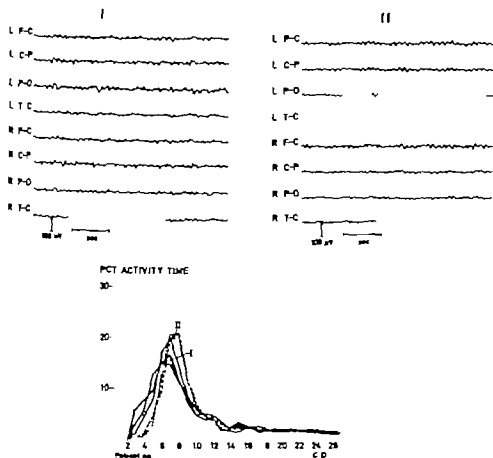 I
L F-C
L C-P
L P-O
L T-C
R F-C
R C-P
R P-O
R T-C
100 µV
sec
II
L F-C
L C-P
L P-O
L T-C
R F-C
R C-P
R P-O
R T-C
100 µV
sec
PCT ACTIVITY TIME
30
20
10
II
I
2 4 6 8 10 12 14 16 18 20 22 24 26